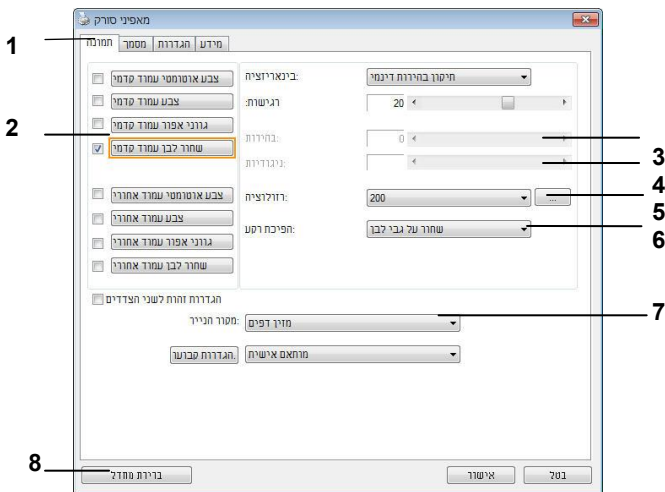 מאפיני סורק
1
תמונה מסמך הגדרות מידע
צבע אוטומטי עמוד קדמי
צבע עמוד קדמי
גווני אפור עמוד קדמי
שחור לבן עמוד קדמי
2
צבע אוטומטי עמוד אחורי
צבע עמוד אחורי
גווני אפור עמוד אחורי
שחור לבן עמוד אחורי
בינאריזציה: תיקון בהירות דינמי
רגישות: 20
בהירות: 0
ניגודיות:
3
רזולוציה: 200 ...
4
5
הפיכת רקע: שחור על גבי לבן
6
הגדרות זהות לשני הצדדים
מקור הנייר: מזין דפים
7
הגדרות קבועו. מותאם אישית
8
ברירת מחדל אישור בטל